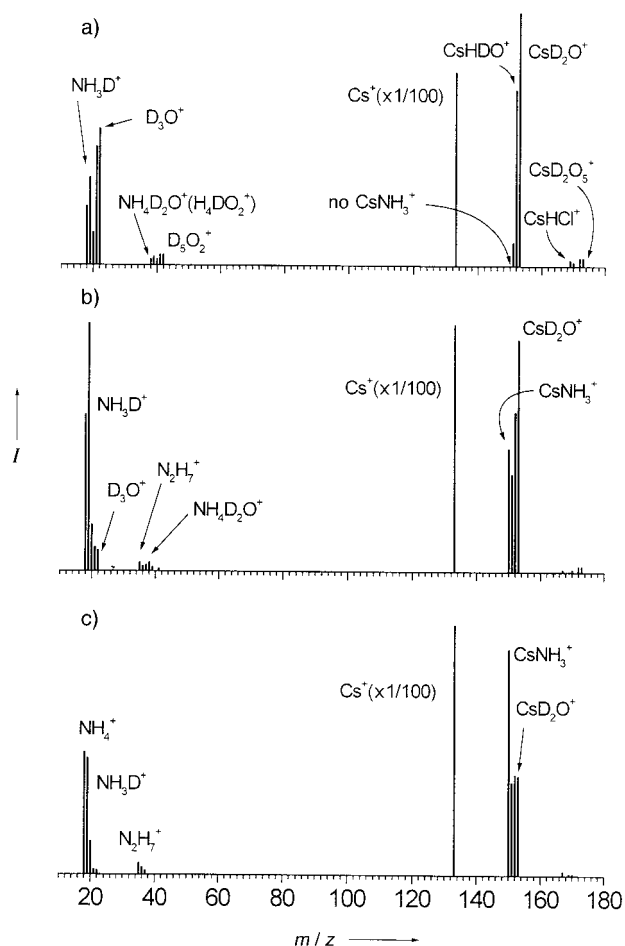 a)
CsHDO⁺
CsD₂O⁺
NH₃D⁺
Cs⁺(x1/100)
D₃O⁺
CsD₂O₅⁺
NH₄D₂O⁺(H₄DO₂⁺)
no CsNH₃⁺
CsHCl⁺
D₅O₂⁺
b)
CsD₂O⁺
NH₃D⁺
Cs⁺(x1/100)
CsNH₃⁺
I
N₂H₇⁺
D₃O⁺
NH₄D₂O⁺
c)
CsNH₃⁺
Cs⁺(x1/100)
CsD₂O⁺
NH₄⁺
NH₃D⁺
N₂H₇⁺
20 40 60 80 100 120 140 160 180
m / z